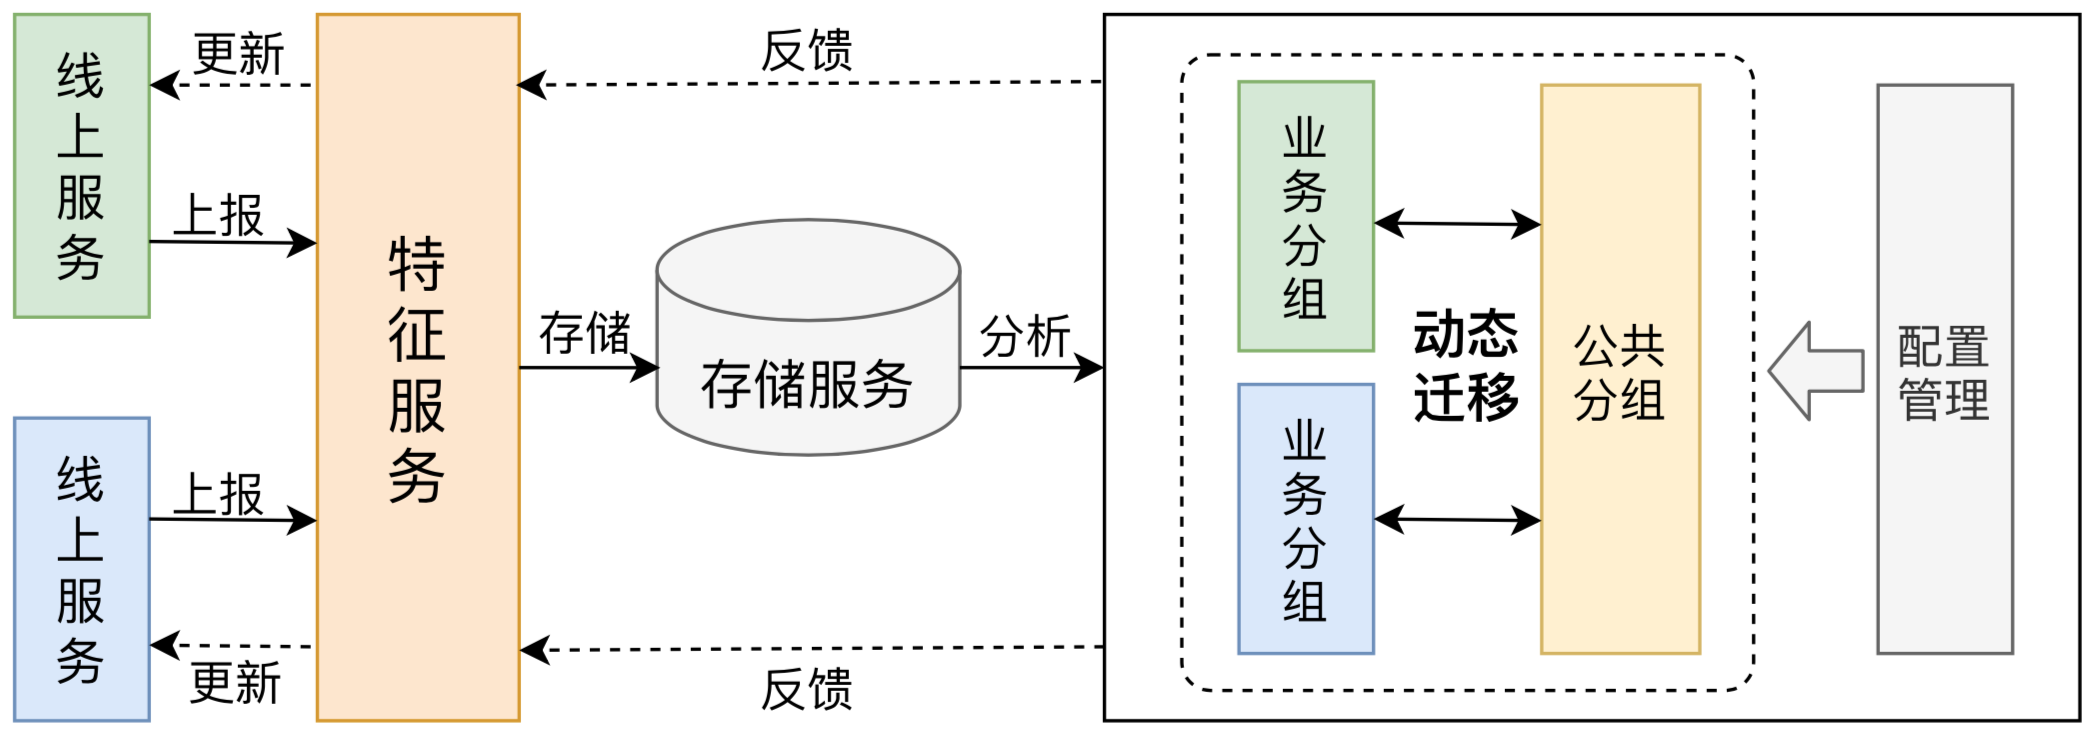 线上服务
更新
上报
特征服务
反馈
存储
存储服务
分析
业务分组
动态
迁移
公共
分组
配置
管理
线上服务
上报
更新
反馈
业务分组